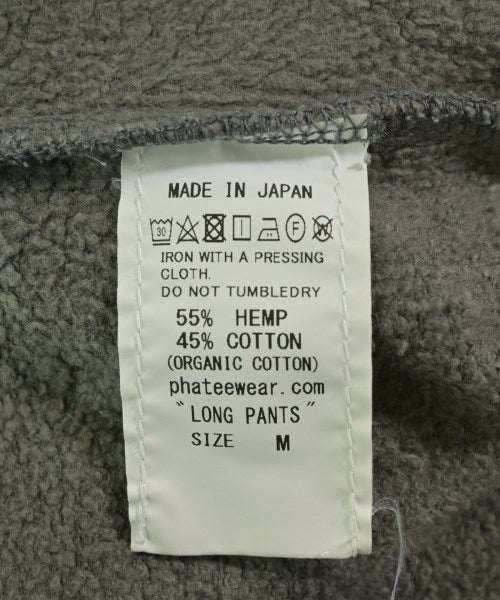 MADE IN JAPAN
30 F W
IRON WITH A PRESSING
CLOTH.
DO NOT TUMBLEDRY
55% HEMP
45% COTTON
(ORGANIC COTTON)
phateewear.com
"LONG PANTS"
SIZE M